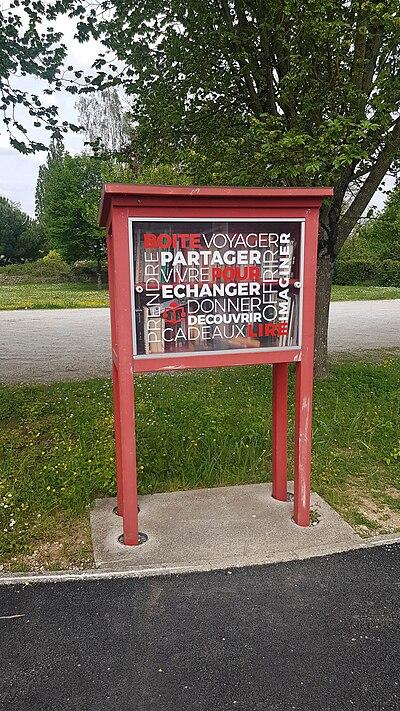 BOITE VOYAGER
PRENDRE
PARTAGER
VIVRE POUR
ECHANGER
DONNER
DECOUVRIR
CADEAUX LIRE
OFFRIR
IMAGINER